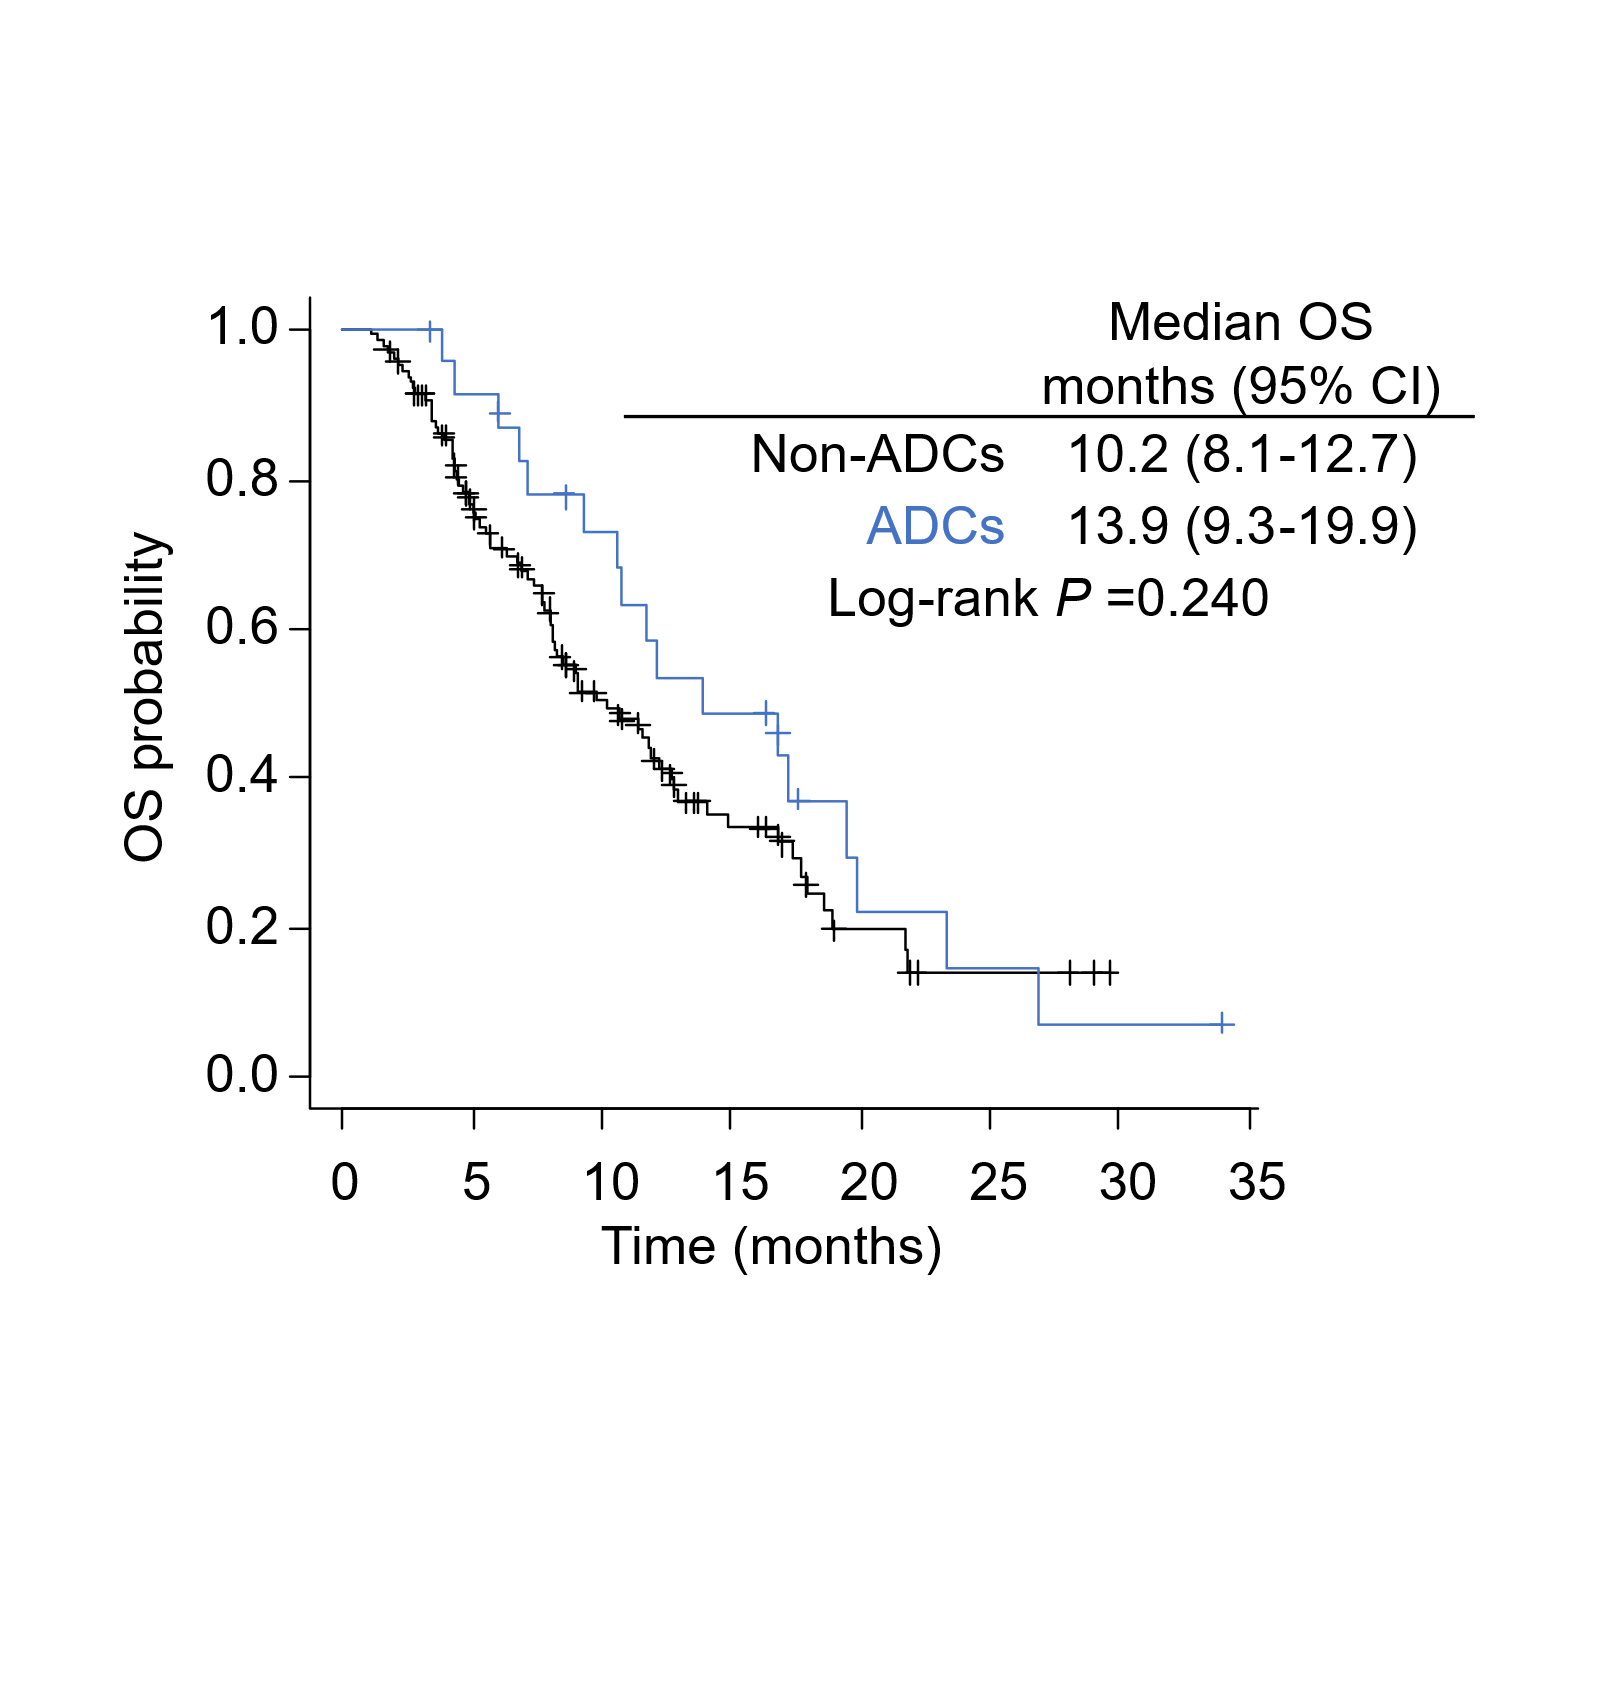 Median OS
months (95% CI)
Non-ADCs 10.2 (8.1-12.7)
ADCs 13.9 (9.3-19.9)
Log-rank P =0.240
OS probability
1.0
0.8
0.6
0.4
0.2
0.0
0 5 10 15 20 25 30 35
Time (months)